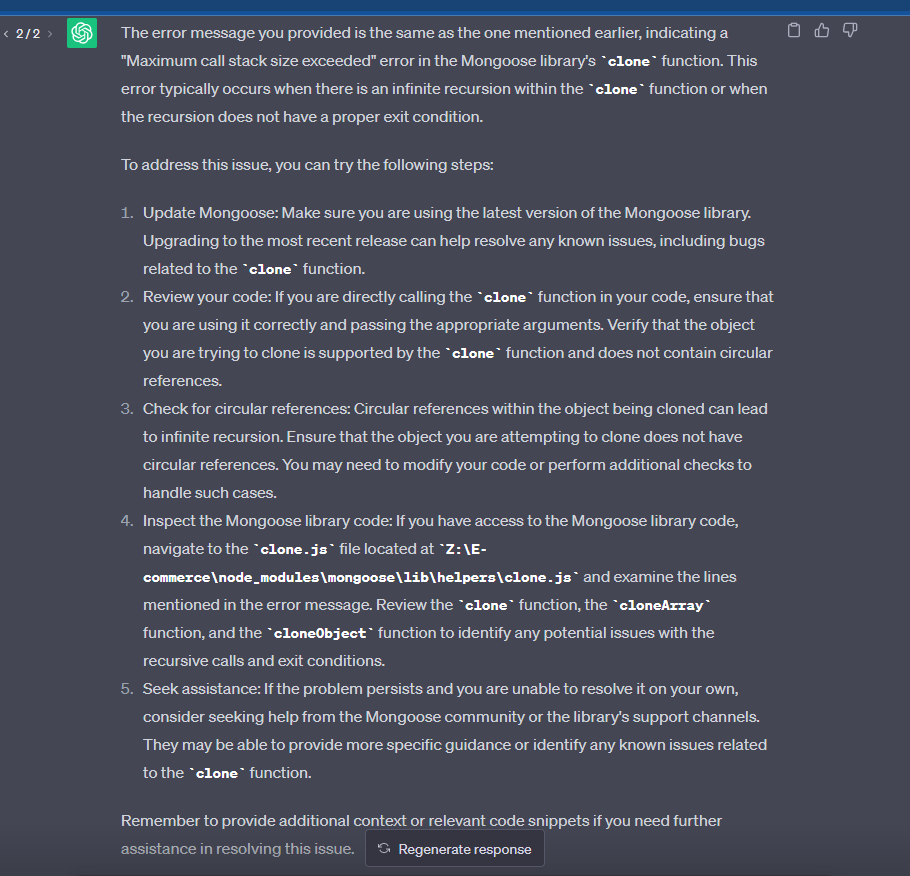 2 / 2
The error message you provided is the same as the one mentioned earlier, indicating a
"Maximum call stack size exceeded" error in the Mongoose library's `clone` function. This
error typically occurs when there is an infinite recursion within the `clone` function or when
the recursion does not have a proper exit condition.
To address this issue, you can try the following steps:
1. Update Mongoose: Make sure you are using the latest version of the Mongoose library.
Upgrading to the most recent release can help resolve any known issues, including bugs
related to the `clone` function.
2. Review your code: If you are directly calling the `clone` function in your code, ensure that
you are using it correctly and passing the appropriate arguments. Verify that the object
you are trying to clone is supported by the `clone` function and does not contain circular
references.
3. Check for circular references: Circular references within the object being cloned can lead
to infinite recursion. Ensure that the object you are attempting to clone does not have
circular references. You may need to modify your code or perform additional checks to
handle such cases.
4. Inspect the Mongoose library code: If you have access to the Mongoose library code,
navigate to the `clone.js` file located at `Z:\E-
commerce\node_modules\mongoose\lib\helpers\clone.js` and examine the lines
mentioned in the error message. Review the `clone` function, the `cloneArray`
function, and the `cloneObject` function to identify any potential issues with the
recursive calls and exit conditions.
5. Seek assistance: If the problem persists and you are unable to resolve it on your own,
consider seeking help from the Mongoose community or the library's support channels.
They may be able to provide more specific guidance or identify any known issues related
to the `clone` function.
Remember to provide additional context or relevant code snippets if you need further
assistance in resolving this issue.
Regenerate response